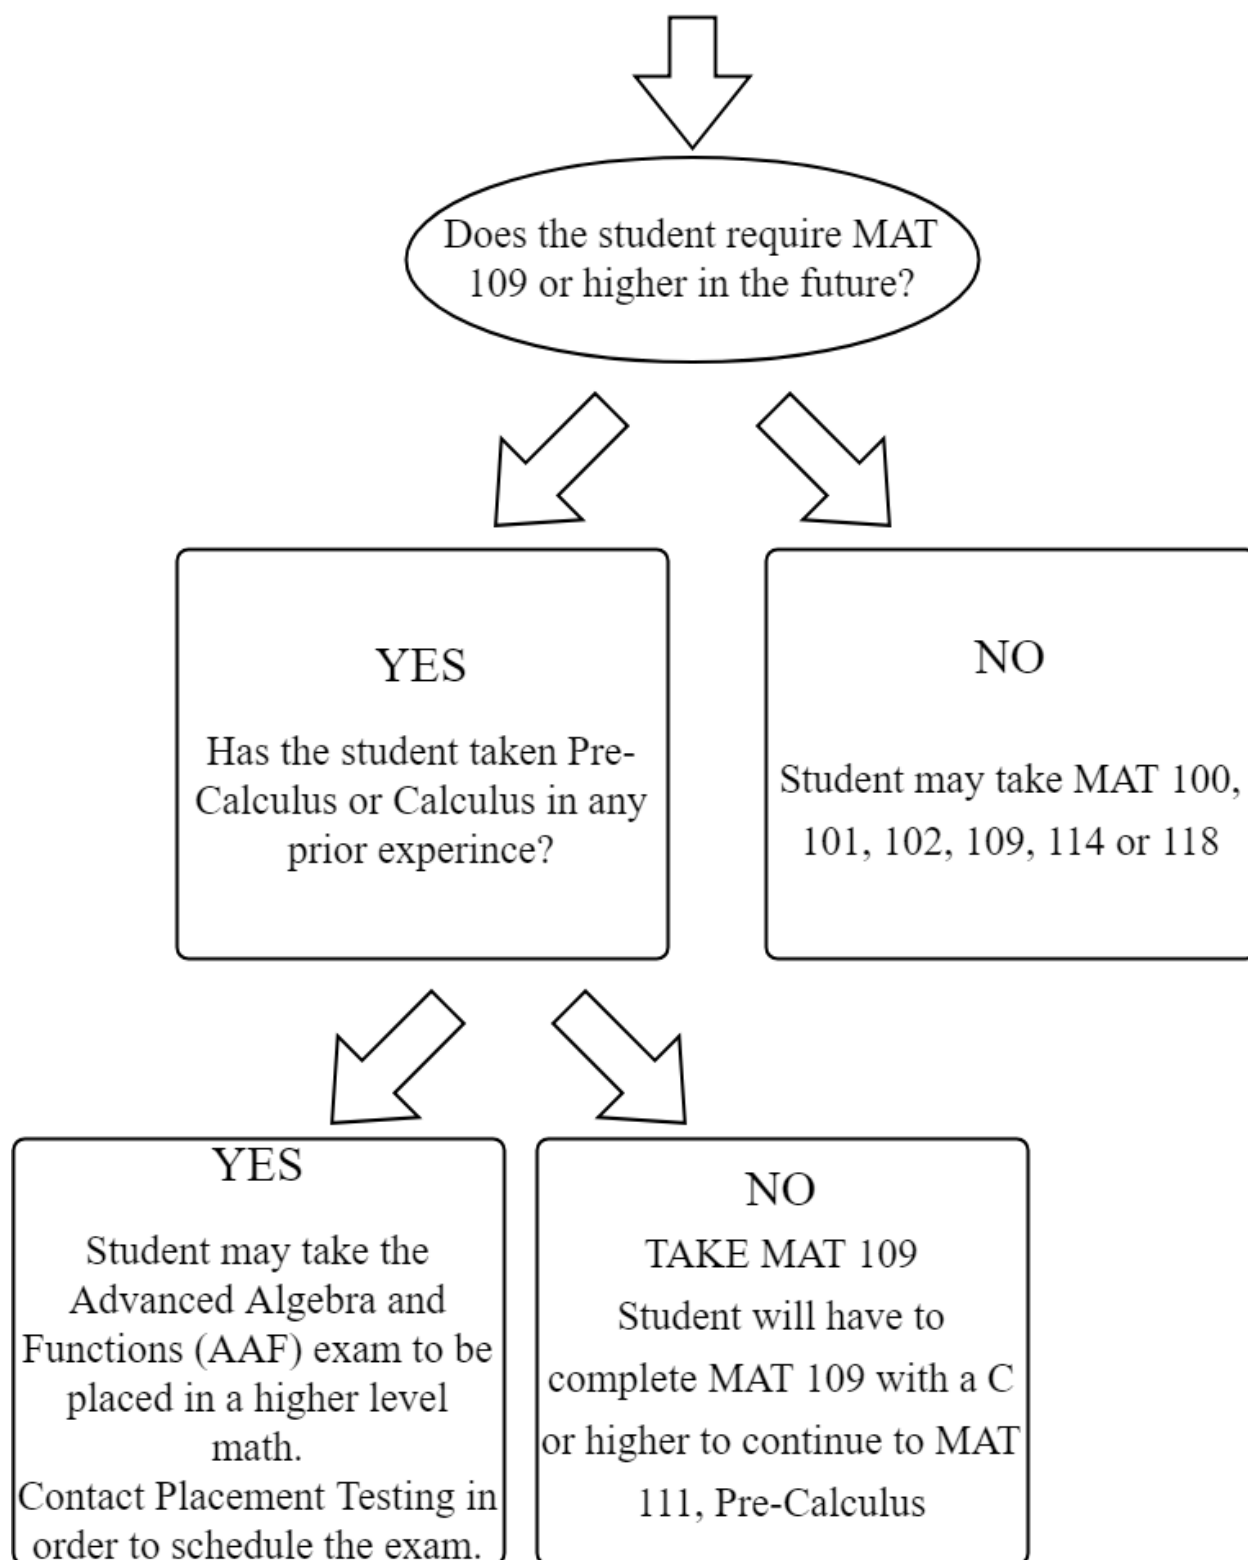 Does the student require MAT
109 or higher in the future?
YES
Has the student taken Pre-
Calculus or Calculus in any
prior experince?
NO
Student may take MAT 100,
101, 102, 109, 114 or 118
YES
Student may take the
Advanced Algebra and
Functions (AAF) exam to be
placed in a higher level
math.
Contact Placement Testing in
order to schedule the exam.
NO
TAKE MAT 109
Student will have to
complete MAT 109 with a C
or higher to continue to MAT
111, Pre-Calculus